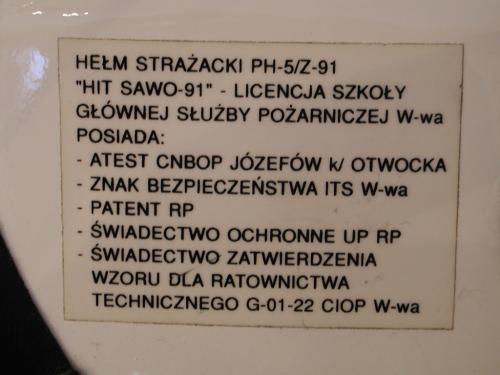 HEŁM STRAŻACKI PH-5/Z-91
"HIT SAWO-91" - LICENCJA SZKOŁY
GŁÓWNEJ SŁUŻBY POŻARNICZEJ W-wa
POSIADA:
- ATEST CNBOP JÓZEFÓW k/ OTWOCKA
- ZNAK BEZPIECZEŃSTWA ITS W-wa
- PATENT RP
- ŚWIADECTWO OCHRONNE UP RP
- ŚWIADECTWO ZATWIERDZENIA
WZORU DLA RATOWNICTWA
TECHNICZNEGO G-01-22 CIOP W-wa